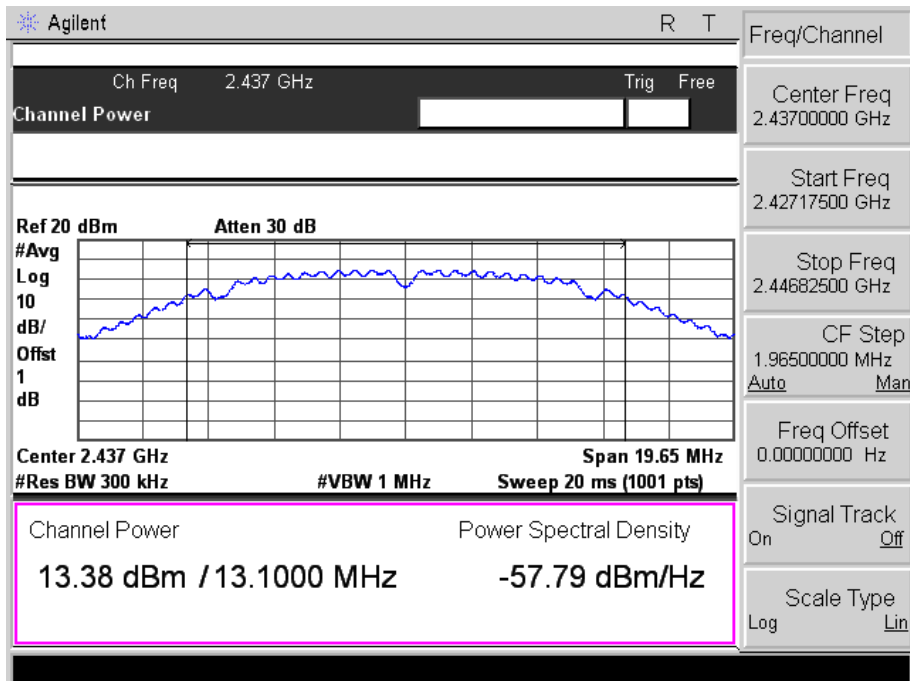 Agilent R T
Ch Freq 2.437 GHz Trig Free
Channel Power
Ref 20 dBm Atten 30 dB
#Avg
Log
10
dB/
Offst
1
dB
Center 2.437 GHz Span 19.65 MHz
#Res BW 300 kHz #VBW 1 MHz Sweep 20 ms (1001 pts)
Channel Power Power Spectral Density
13.38 dBm / 13.1000 MHz -57.79 dBm/Hz
Freq/Channel
Center Freq
2.43700000 GHz
Start Freq
2.42717500 GHz
Stop Freq
2.44682500 GHz
CF Step
1.96500000 MHz
Auto Man
Freq Offset
0.00000000 Hz
Signal Track
On Off
Scale Type
Log Lin